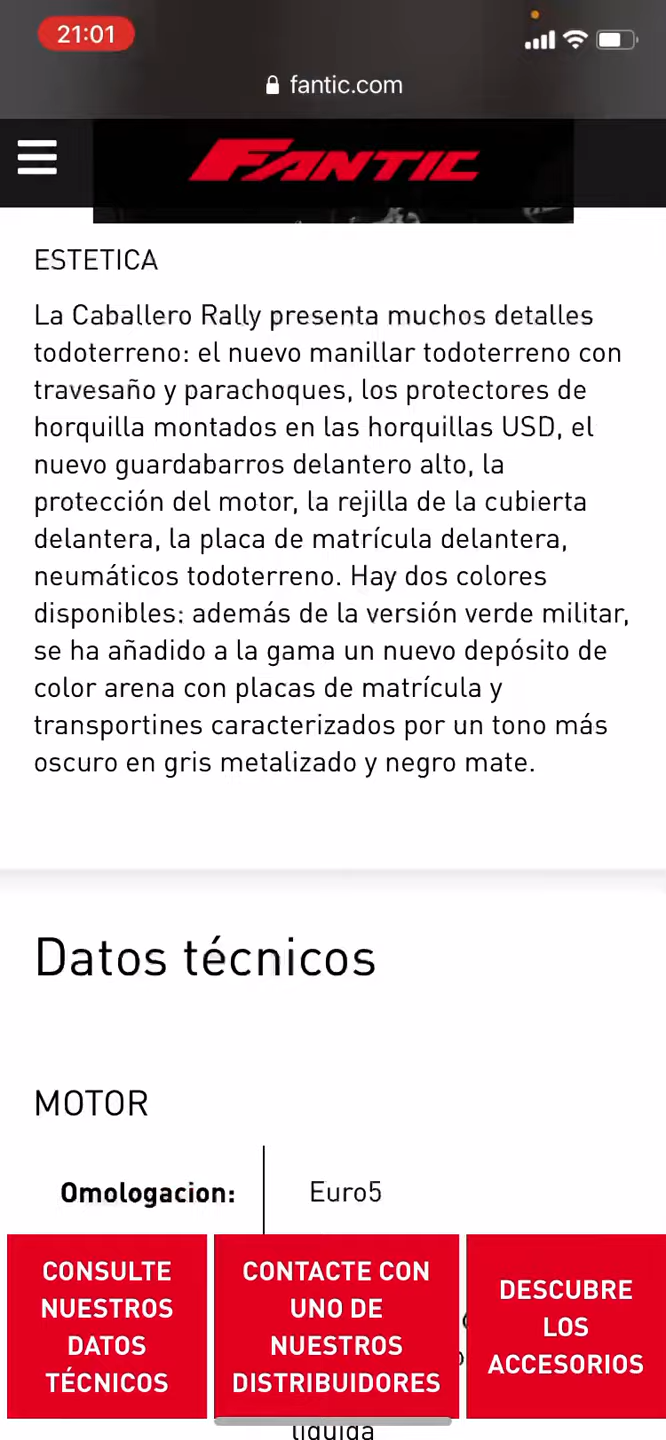 21:01
fantic.com
FANTIC
ESTETICA
La Caballero Rally presenta muchos detalles
todoterreno: el nuevo manillar todoterreno con
travesaño y parachoques, los protectores de
horquilla montados en las horquillas USD, el
nuevo guardabarros delantero alto, la
protección del motor, la rejilla de la cubierta
delantera, la placa de matrícula delantera,
neumáticos todoterreno. Hay dos colores
disponibles: además de la versión verde militar,
se ha añadido a la gama un nuevo depósito de
color arena con placas de matrícula y
transportines caracterizados por un tono más
oscuro en gris metalizado y negro mate.
Datos técnicos
MOTOR
Omologacion: Euro5
CONSULTE
NUESTROS
DATOS
TÉCNICOS
CONTACTE CON
UNO DE
NUESTROS
DISTRIBUIDORES
DESCUBRE
LOS
ACCESORIOS
líquida